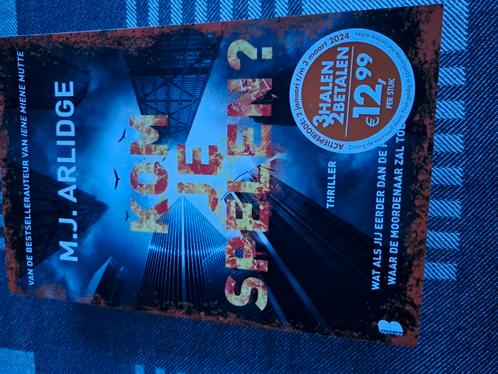 VAN DE BESTSELLERAUTEUR VAN IENE MIENE MUTTE
M.J. ARLIDGE
KOM
JE
SPELEN?
THRILLER
WAT ALS JIJ EERDER DAN DE
WAAR DE MOORDENAAR ZAL
ACTIEPERIODE: 2 januari t/m 3 maart 2024
3 HALEN
2 BETALEN
€ 12,99
PER STUK